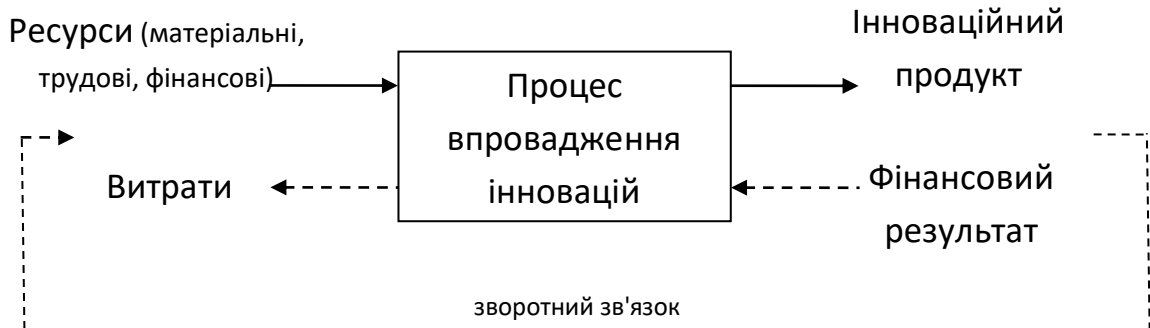 Ресурси (матеріальні,
трудові, фінансові)
Процес
впровадження
інновацій
Інноваційний
продукт
Витрати
Фінансовий
результат
зворотний зв'язок